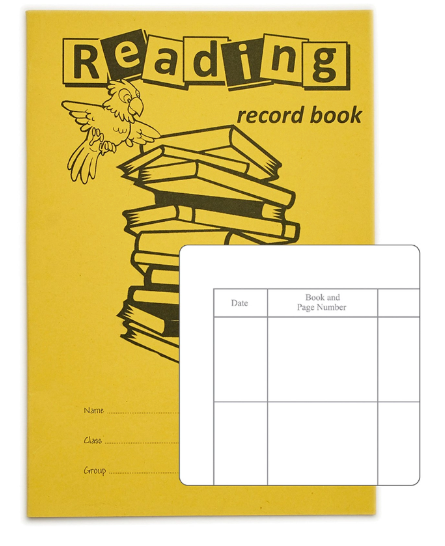 Reading
record book
Date
Book and
Page Number
Name
Class
Group